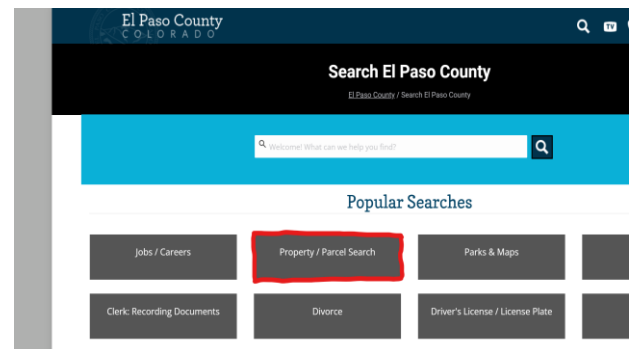 El Paso County
COLORADO
TV
Search El Paso County
El Paso County / Search El Paso County
Welcome! What can we help you find?
Popular Searches
Jobs / Careers
Property / Parcel Search
Parks & Maps
Clerk: Recording Documents
Divorce
Driver's License / License Plate